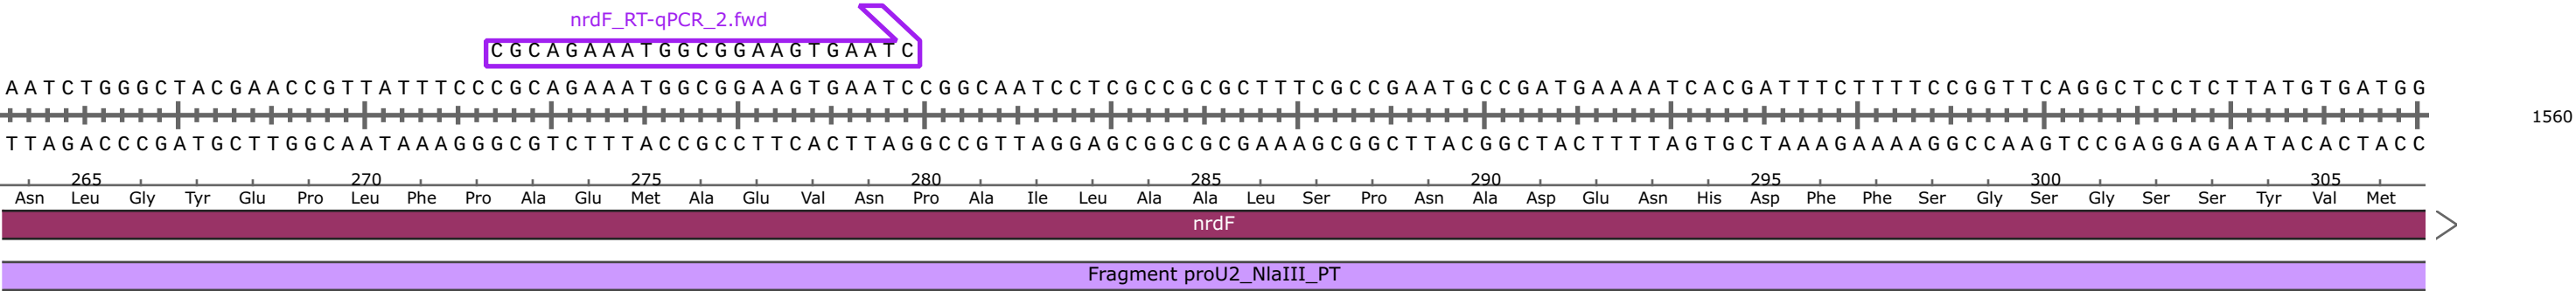 nrdF_RT-qPCR_2.fwd
CGCAGAAATGGCGGAAGTGAATC
AATCTGGGCTACGAACCGTTATTTCCCGCAGAAATGGCGGAAGTGAATCCGGCAATCCTCGCCGCGCTTTCGCCGAATGCCGATGAAAATCACGATTTCTTTTCCGGTTCAGGCTCCTCTTATGTGATGG
1560
TTAGACCCGATGCTTGGCAATAAAGGGCGTCTTTACCGCCTTCACTTAGGCCGTTAGGAGCGGCGCGAAAGCGGCTTACGGCTACTTTTAGTGCTAAAGAAAAGGCCAAGTCCGAGGAGAATACACTACC
265 270 275 280 285 290 295 300 305
Asn Leu Gly Tyr Glu Pro Leu Phe Pro Ala Glu Met Ala Glu Val Asn Pro Ala Ile Leu Ala Ala Leu Ser Pro Asn Ala Asp Glu Asn His Asp Phe Phe Ser Gly Ser Gly Ser Ser Tyr Val Met
nrdF
Fragment proU2_NlaIII_PT